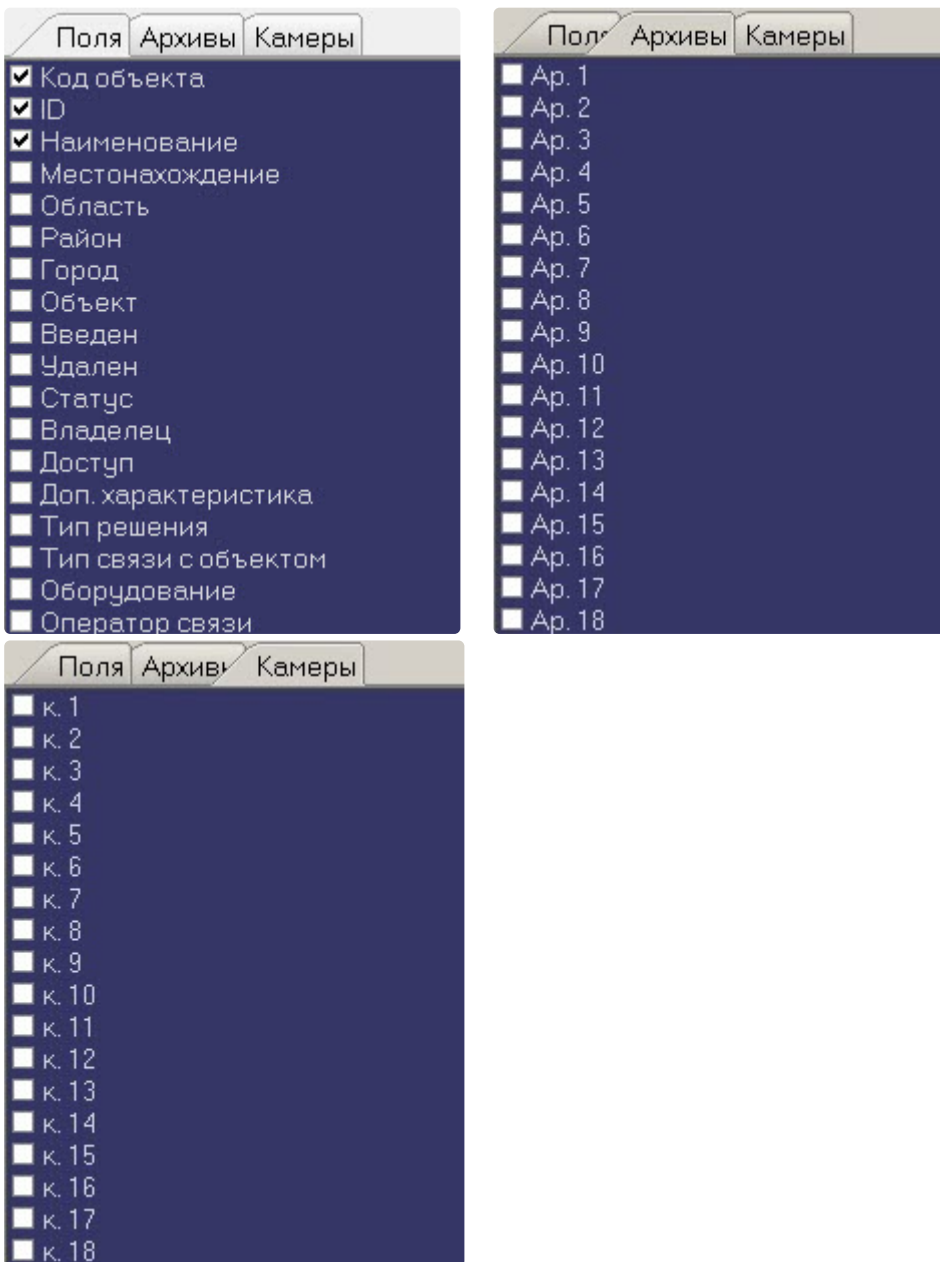 Поля Архивы Камеры
Код объекта
ID
Наименование
Местонахождение
Область
Район
Город
Объект
Введен
Удален
Статус
Владелец
Доступ
Доп. характеристика
Тип решения
Тип связи с объектом
Оборудование
Оператор связи
Поля Архивы Камеры
Ар. 1
Ар. 2
Ар. 3
Ар. 4
Ар. 5
Ар. 6
Ар. 7
Ар. 8
Ар. 9
Ар. 10
Ар. 11
Ар. 12
Ар. 13
Ар. 14
Ар. 15
Ар. 16
Ар. 17
Ар. 18
Поля Архивы Камеры
к. 1
к. 2
к. 3
к. 4
к. 5
к. 6
к. 7
к. 8
к. 9
к. 10
к. 11
к. 12
к. 13
к. 14
к. 15
к. 16
к. 17
к. 18